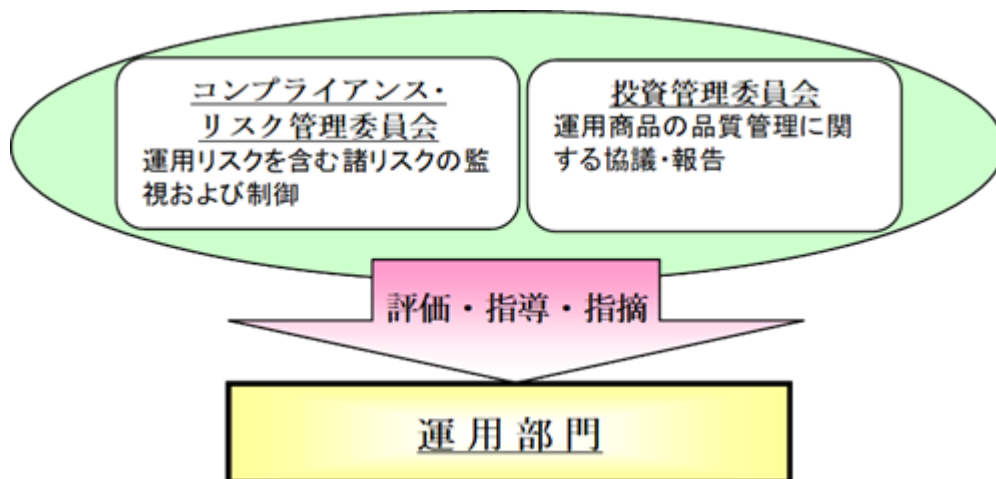 コンプライアンス・
リスク管理委員会
運用リスクを含む諸リスクの監
視および制御
投資管理委員会
運用商品の品質管理に関
する協議・報告
評価・指導・指摘
運用部門